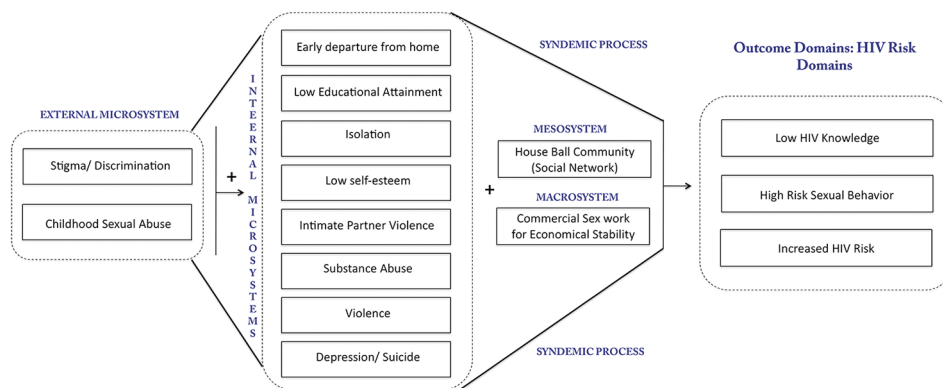 EXTERNAL MICROSYSTEM
Stigma/ Discrimination
Childhood Sexual Abuse
+
INTEERNAL MICROSYSTEMS
Early departure from home
Low Educational Attainment
Isolation
Low self-esteem
Intimate Partner Violence
Substance Abuse
Violence
Depression/ Suicide
+
SYNDEMIC PROCESS
MESOSYSTEM
House Ball Community
(Social Network)
MACROSYSTEM
Commercial Sex work
for Economical Stability
SYNDEMIC PROCESS
Outcome Domains: HIV Risk
Domains
Low HIV Knowledge
High Risk Sexual Behavior
Increased HIV Risk